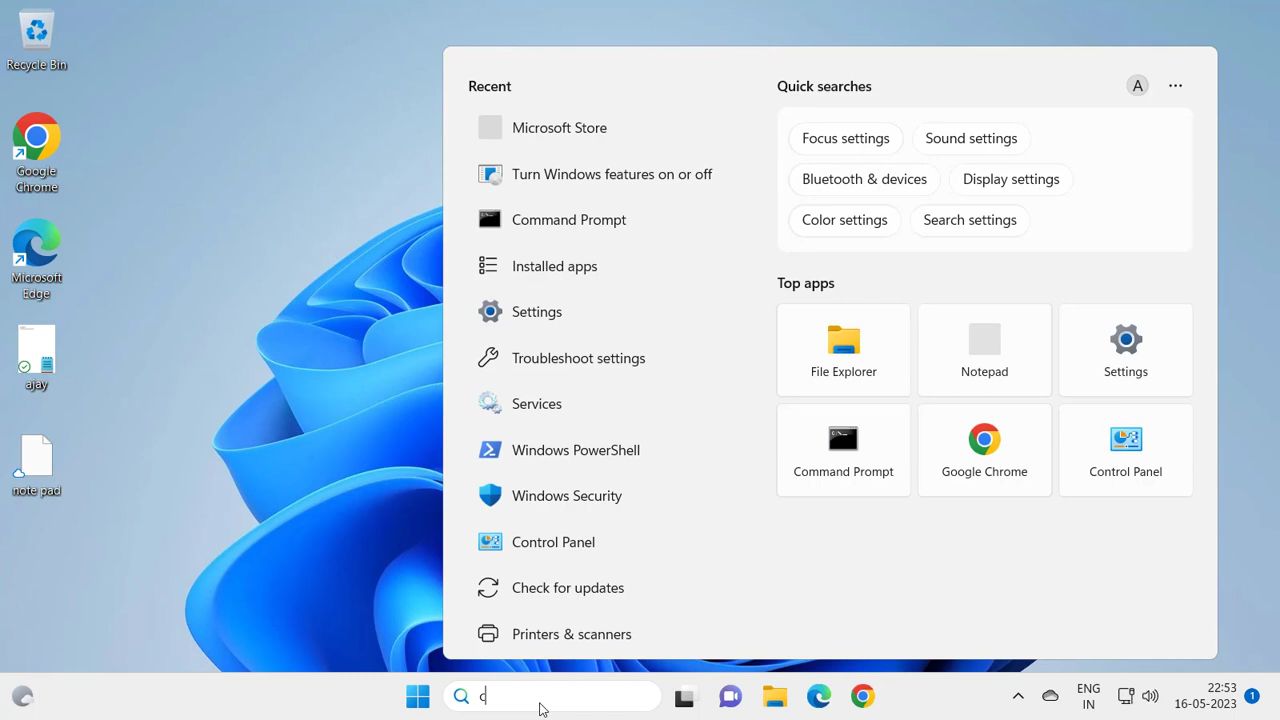 Recycle Bin
Google
Chrome
Microsoft
Edge
ajay
note pad
Recent
Microsoft Store
Turn Windows features on or off
Command Prompt
Installed apps
Settings
Troubleshoot settings
Services
Windows PowerShell
Windows Security
Control Panel
Check for updates
Printers & scanners
Quick searches
A
Focus settings
Sound settings
Bluetooth & devices
Display settings
Color settings
Search settings
Top apps
File Explorer
Notepad
Settings
Command Prompt
Google Chrome
Control Panel
c
ENG
IN
22:53
16-05-2023
1